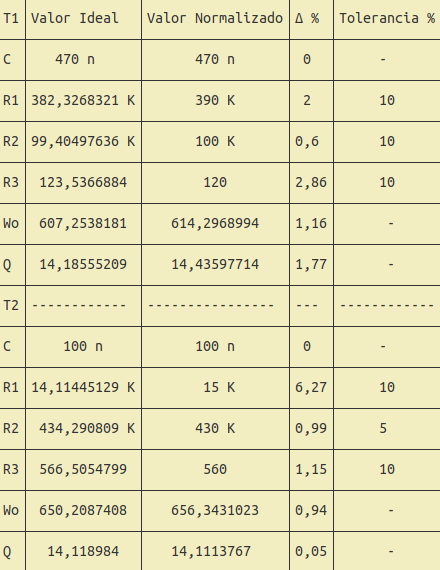 T1 Valor Ideal Valor Normalizado Δ % Tolerancia %
C 470 n 470 n 0 -
R1 382,3268321 K 390 K 2 10
R2 99,40497636 K 100 K 0,6 10
R3 123,5366884 120 2,86 10
Wo 607,2538181 614,2968994 1,16 -
Q 14,18555209 14,43597714 1,77 -
T2 ------------ ---------------- --- ------------
C 100 n 100 n 0 -
R1 14,11445129 K 15 K 6,27 10
R2 434,290809 K 430 K 0,99 5
R3 566,5054799 560 1,15 10
Wo 650,2087408 656,3431023 0,94 -
Q 14,118984 14,1113767 0,05 -